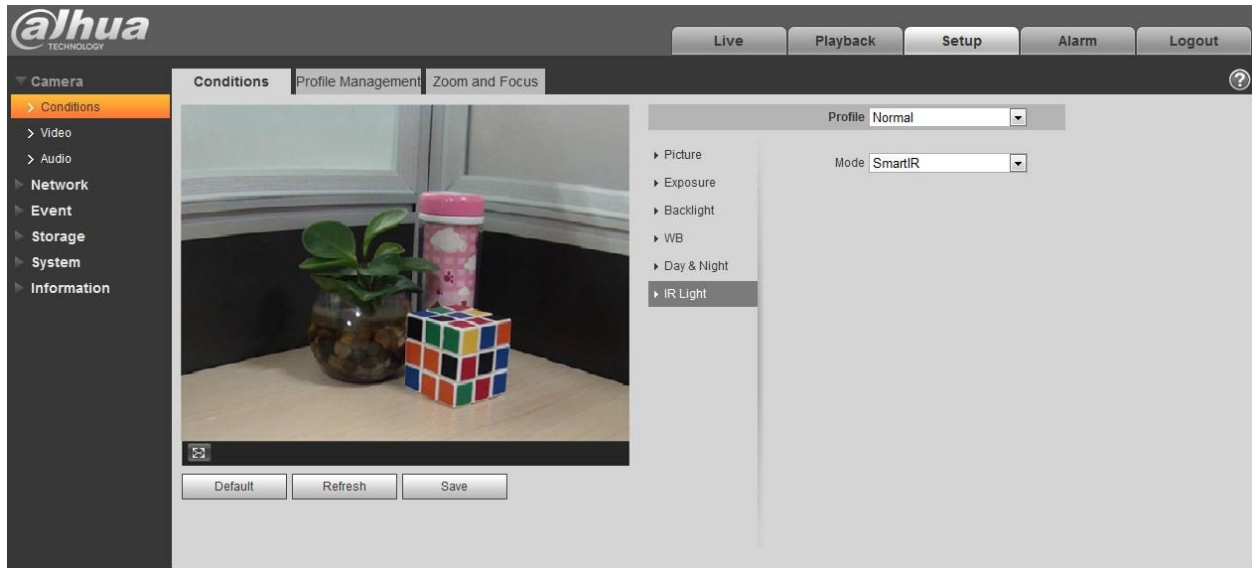 alhua
TECHNOLOGY
Live
Playback
Setup
Alarm
Logout
Camera
Conditions
Video
Audio
Network
Event
Storage
System
Information
Conditions
Profile Management
Zoom and Focus
?
Profile Normal
Picture
Exposure
Backlight
WB
Day & Night
IR Light
Mode SmartIR
Default
Refresh
Save